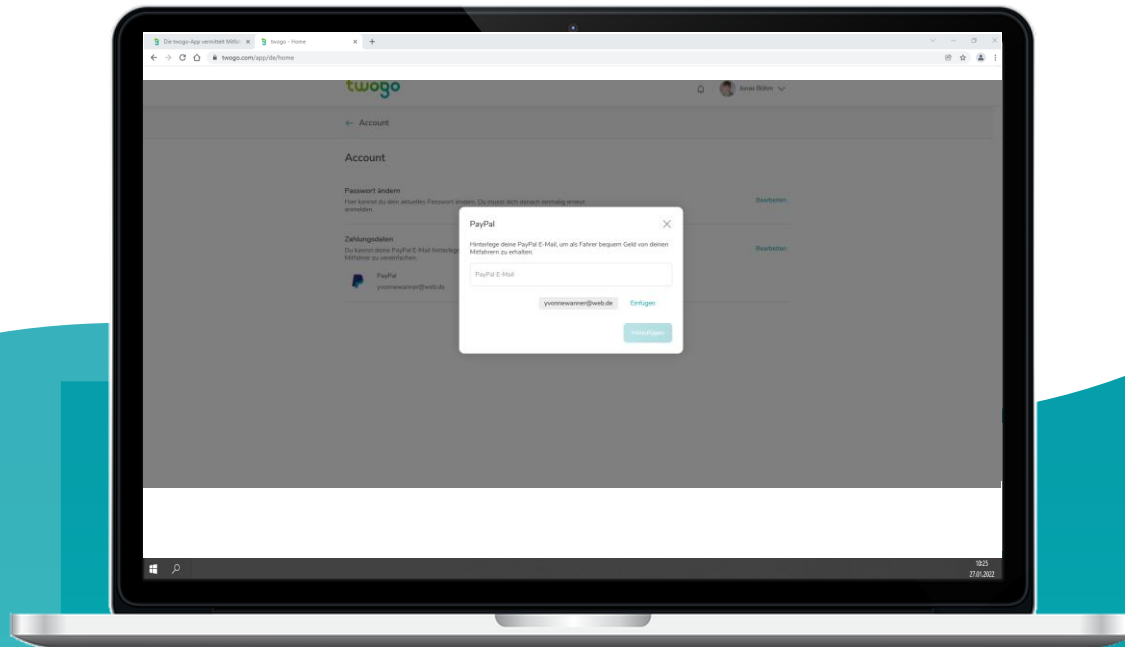 Die twogo-App vermittelt Mitfa
twogo - Home
twogo.com/app/de/home
twogo
Jonas Böhm
← Account
Account
Passwort ändern
Hier kannst du dein aktuelles Passwort ändern. Du musst dich danach einmalig erneut
anmelden.
Bearbeiten
Zahlungsdaten
Du kannst deine PayPal E-Mail hinterlege
Mitfahrer zu vereinfachen.
Bearbeiten
PayPal
yvonnewanner@web.de
PayPal
Hinterlege deine PayPal E-Mail, um als Fahrer bequem Geld von deinen
Mitfahrern zu erhalten.
PayPal E-Mail
yvonnewanner@web.de Einfügen
Hinzufügen
10:25
27.01.2022